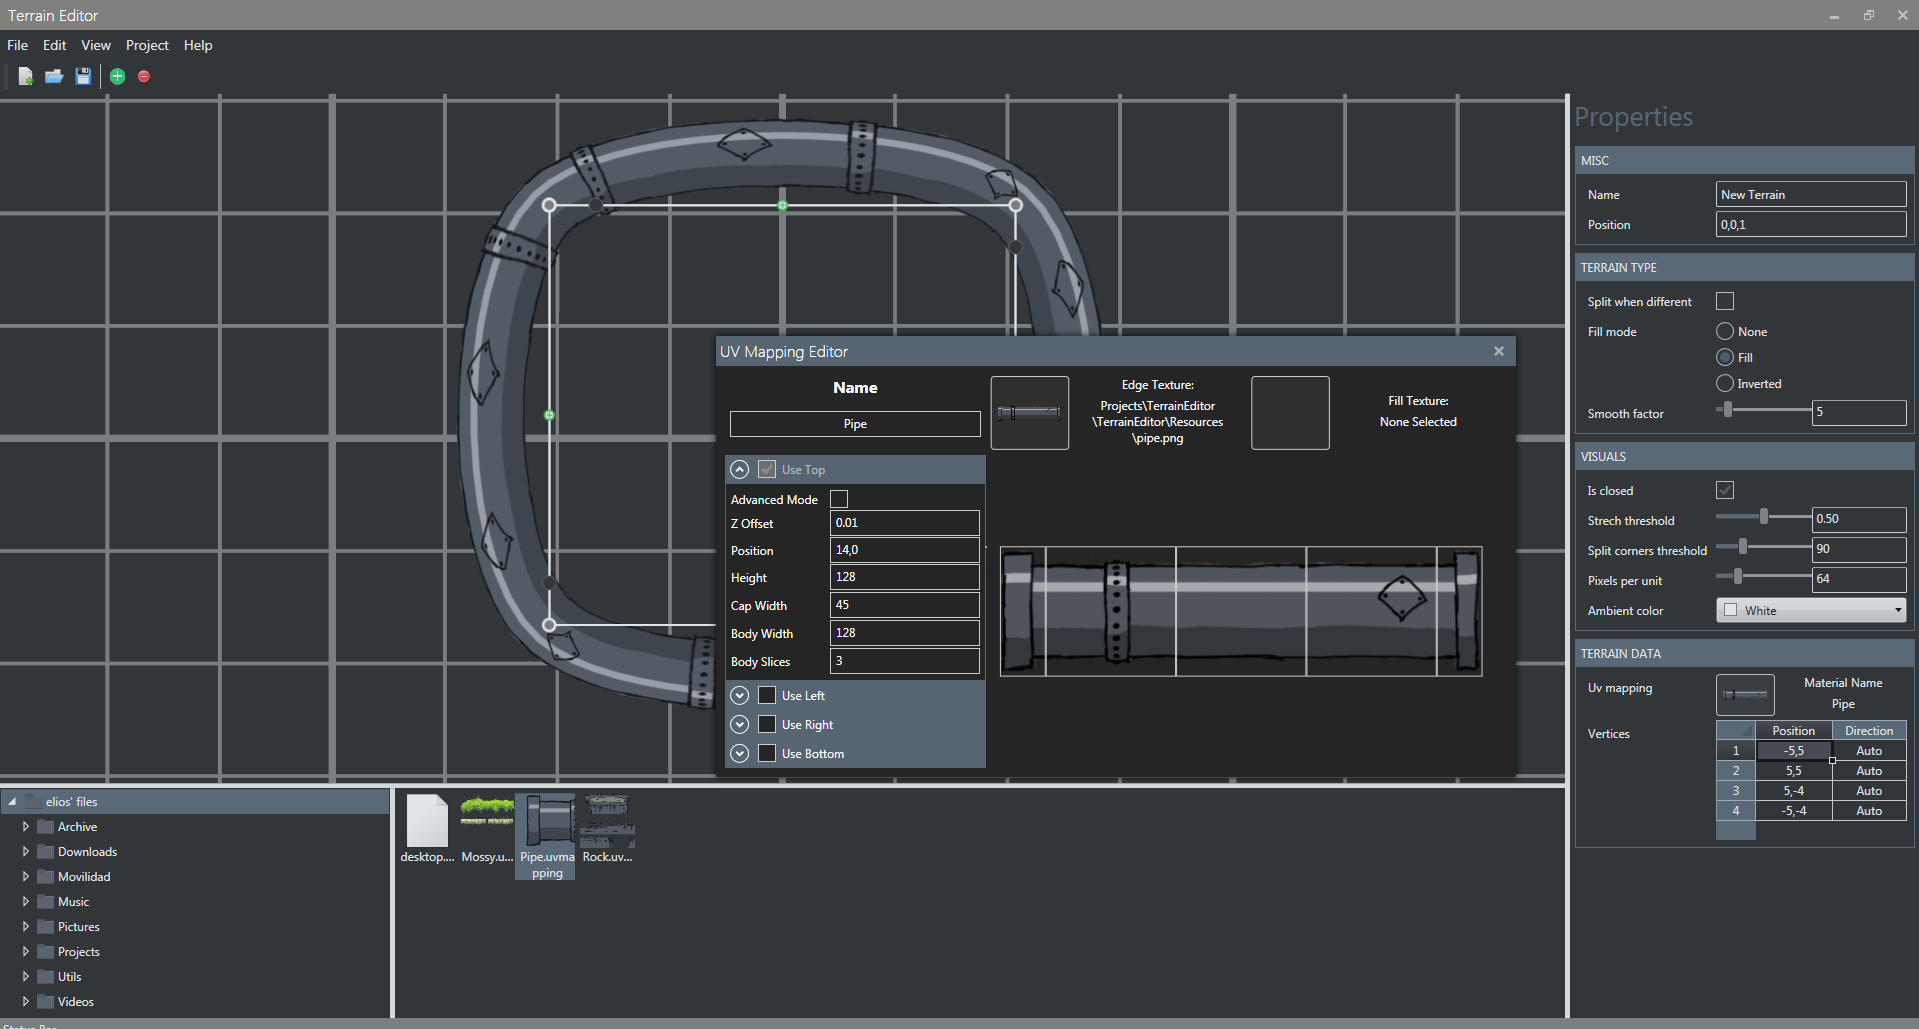 Terrain Editor
File Edit View Project Help
Properties
MISC
Name New Terrain
Position 0,0,1
TERRAIN TYPE
Split when different
Fill mode None
Fill
Inverted
Smooth factor 5
VISUALS
Is closed
Strech threshold 0.50
Split corners threshold 90
Pixels per unit 64
Ambient color White
TERRAIN DATA
Uv mapping Material Name
Pipe
Vertices Position Direction
1 -5,5 Auto
2 5,5 Auto
3 5,-4 Auto
4 -5,-4 Auto
UV Mapping Editor
Name
Pipe
Edge Texture:
Projects\TerrainEditor
\TerrainEditor\Resources
\pipe.png
Fill Texture:
None Selected
Use Top
Advanced Mode
Z Offset 0.01
Position 14,0
Height 128
Cap Width 45
Body Width 128
Body Slices 3
Use Left
Use Right
Use Bottom
elios' files
Archive
Downloads
Movilidad
Music
Pictures
Projects
Utils
Videos
desktop.... Mossy.u... Pipe.uvma Rock.uv...
pping
Status Bar